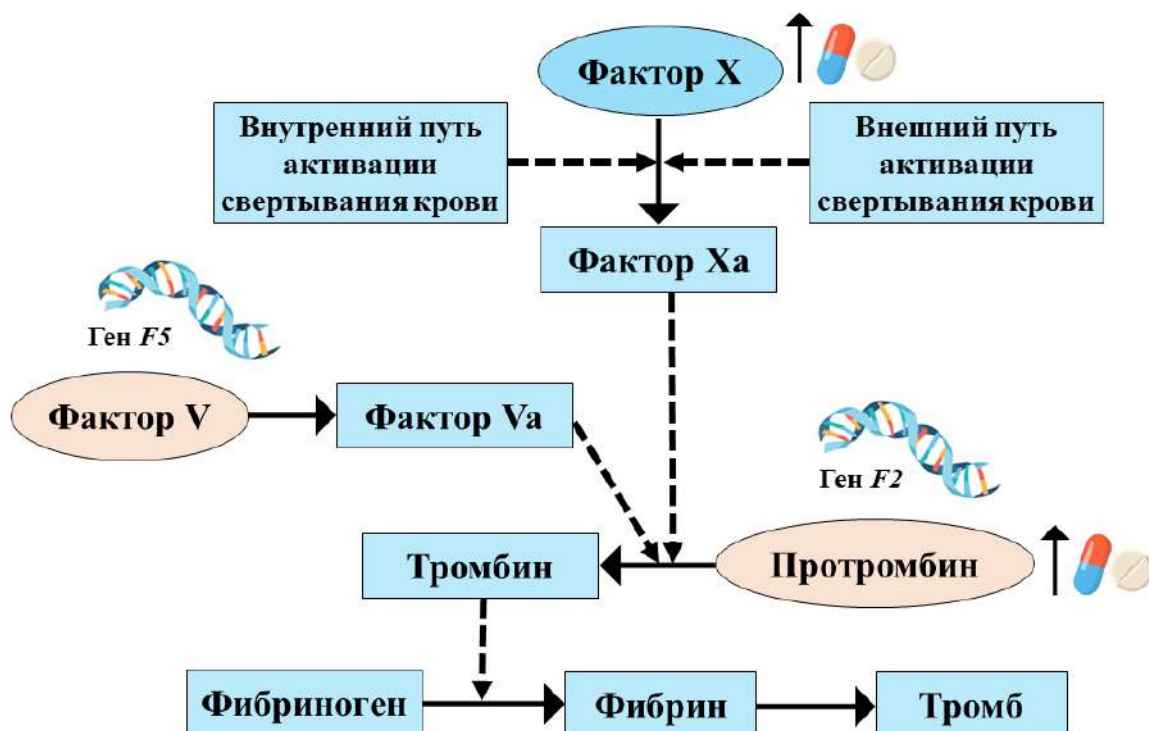 Фактор X
Внутренний путь
активации
свертывания крови
Внешний путь
активации
свертывания крови
Фактор Xa
Ген F5
Фактор V
Фактор Va
Ген F2
Тромбин
Протромбин
Фибриноген
Фибрин
Тромб